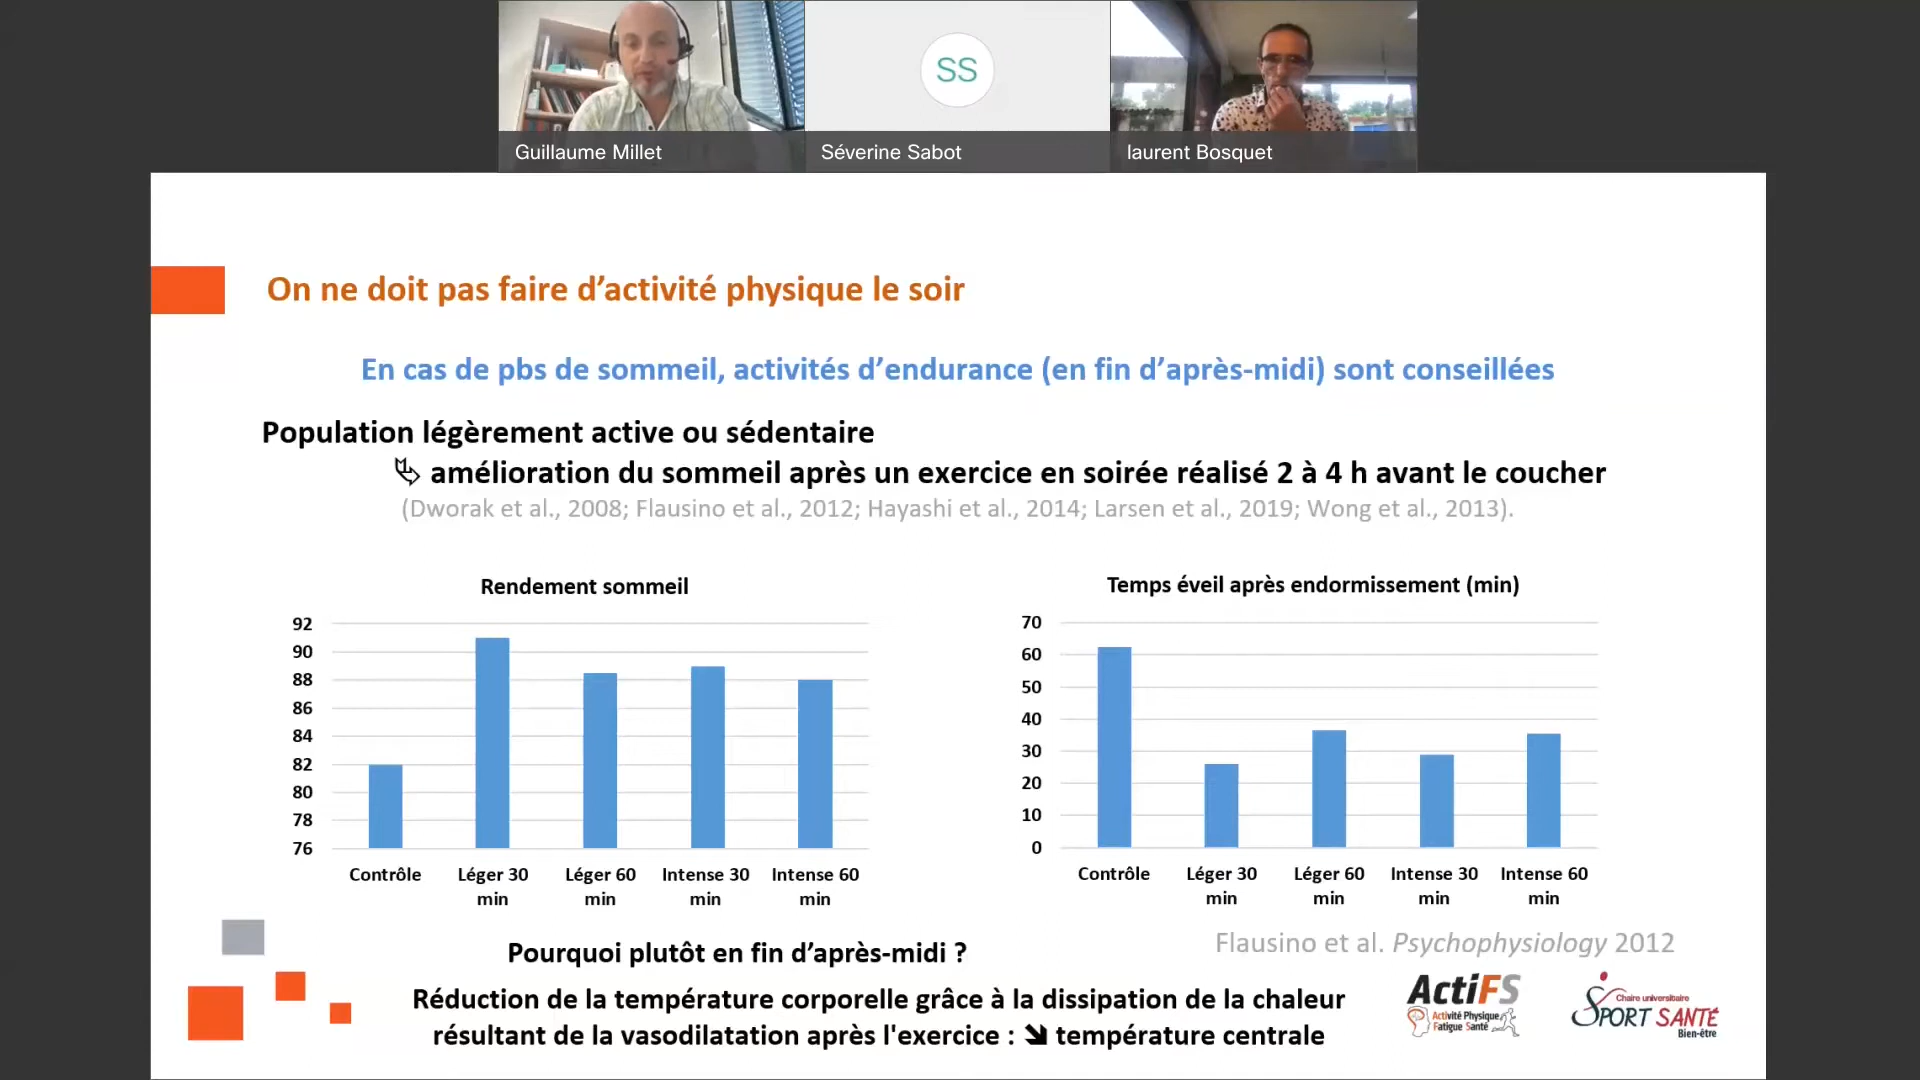 SS
Guillaume Millet
Séverine Sabot
laurent Bosquet
On ne doit pas faire d’activité physique le soir
En cas de pbs de sommeil, activités d’endurance (en fin d’après-midi) sont conseillées
Population légèrement active ou sédentaire
amélioration du sommeil après un exercice en soirée réalisé 2 à 4 h avant le coucher
(Dworak et al., 2008; Flausino et al., 2012; Hayashi et al., 2014; Larsen et al., 2019; Wong et al., 2013).
Rendement sommeil
92
90
88
86
84
82
80
78
76
Contrôle
Léger 30
min
Léger 60
min
Intense 30
min
Intense 60
min
Temps éveil après endormissement (min)
70
60
50
40
30
20
10
0
Contrôle
Léger 30
min
Léger 60
min
Intense 30
min
Intense 60
min
Flausino et al. Psychophysiology 2012
Pourquoi plutôt en fin d’après-midi ?
Réduction de la température corporelle grâce à la dissipation de la chaleur
résultant de la vasodilatation après l'exercice : ↘ température centrale
ActiFS
Activité Physique
Fatigue Santé
Chaire universitaire
SPORT SANTÉ
Bien-être